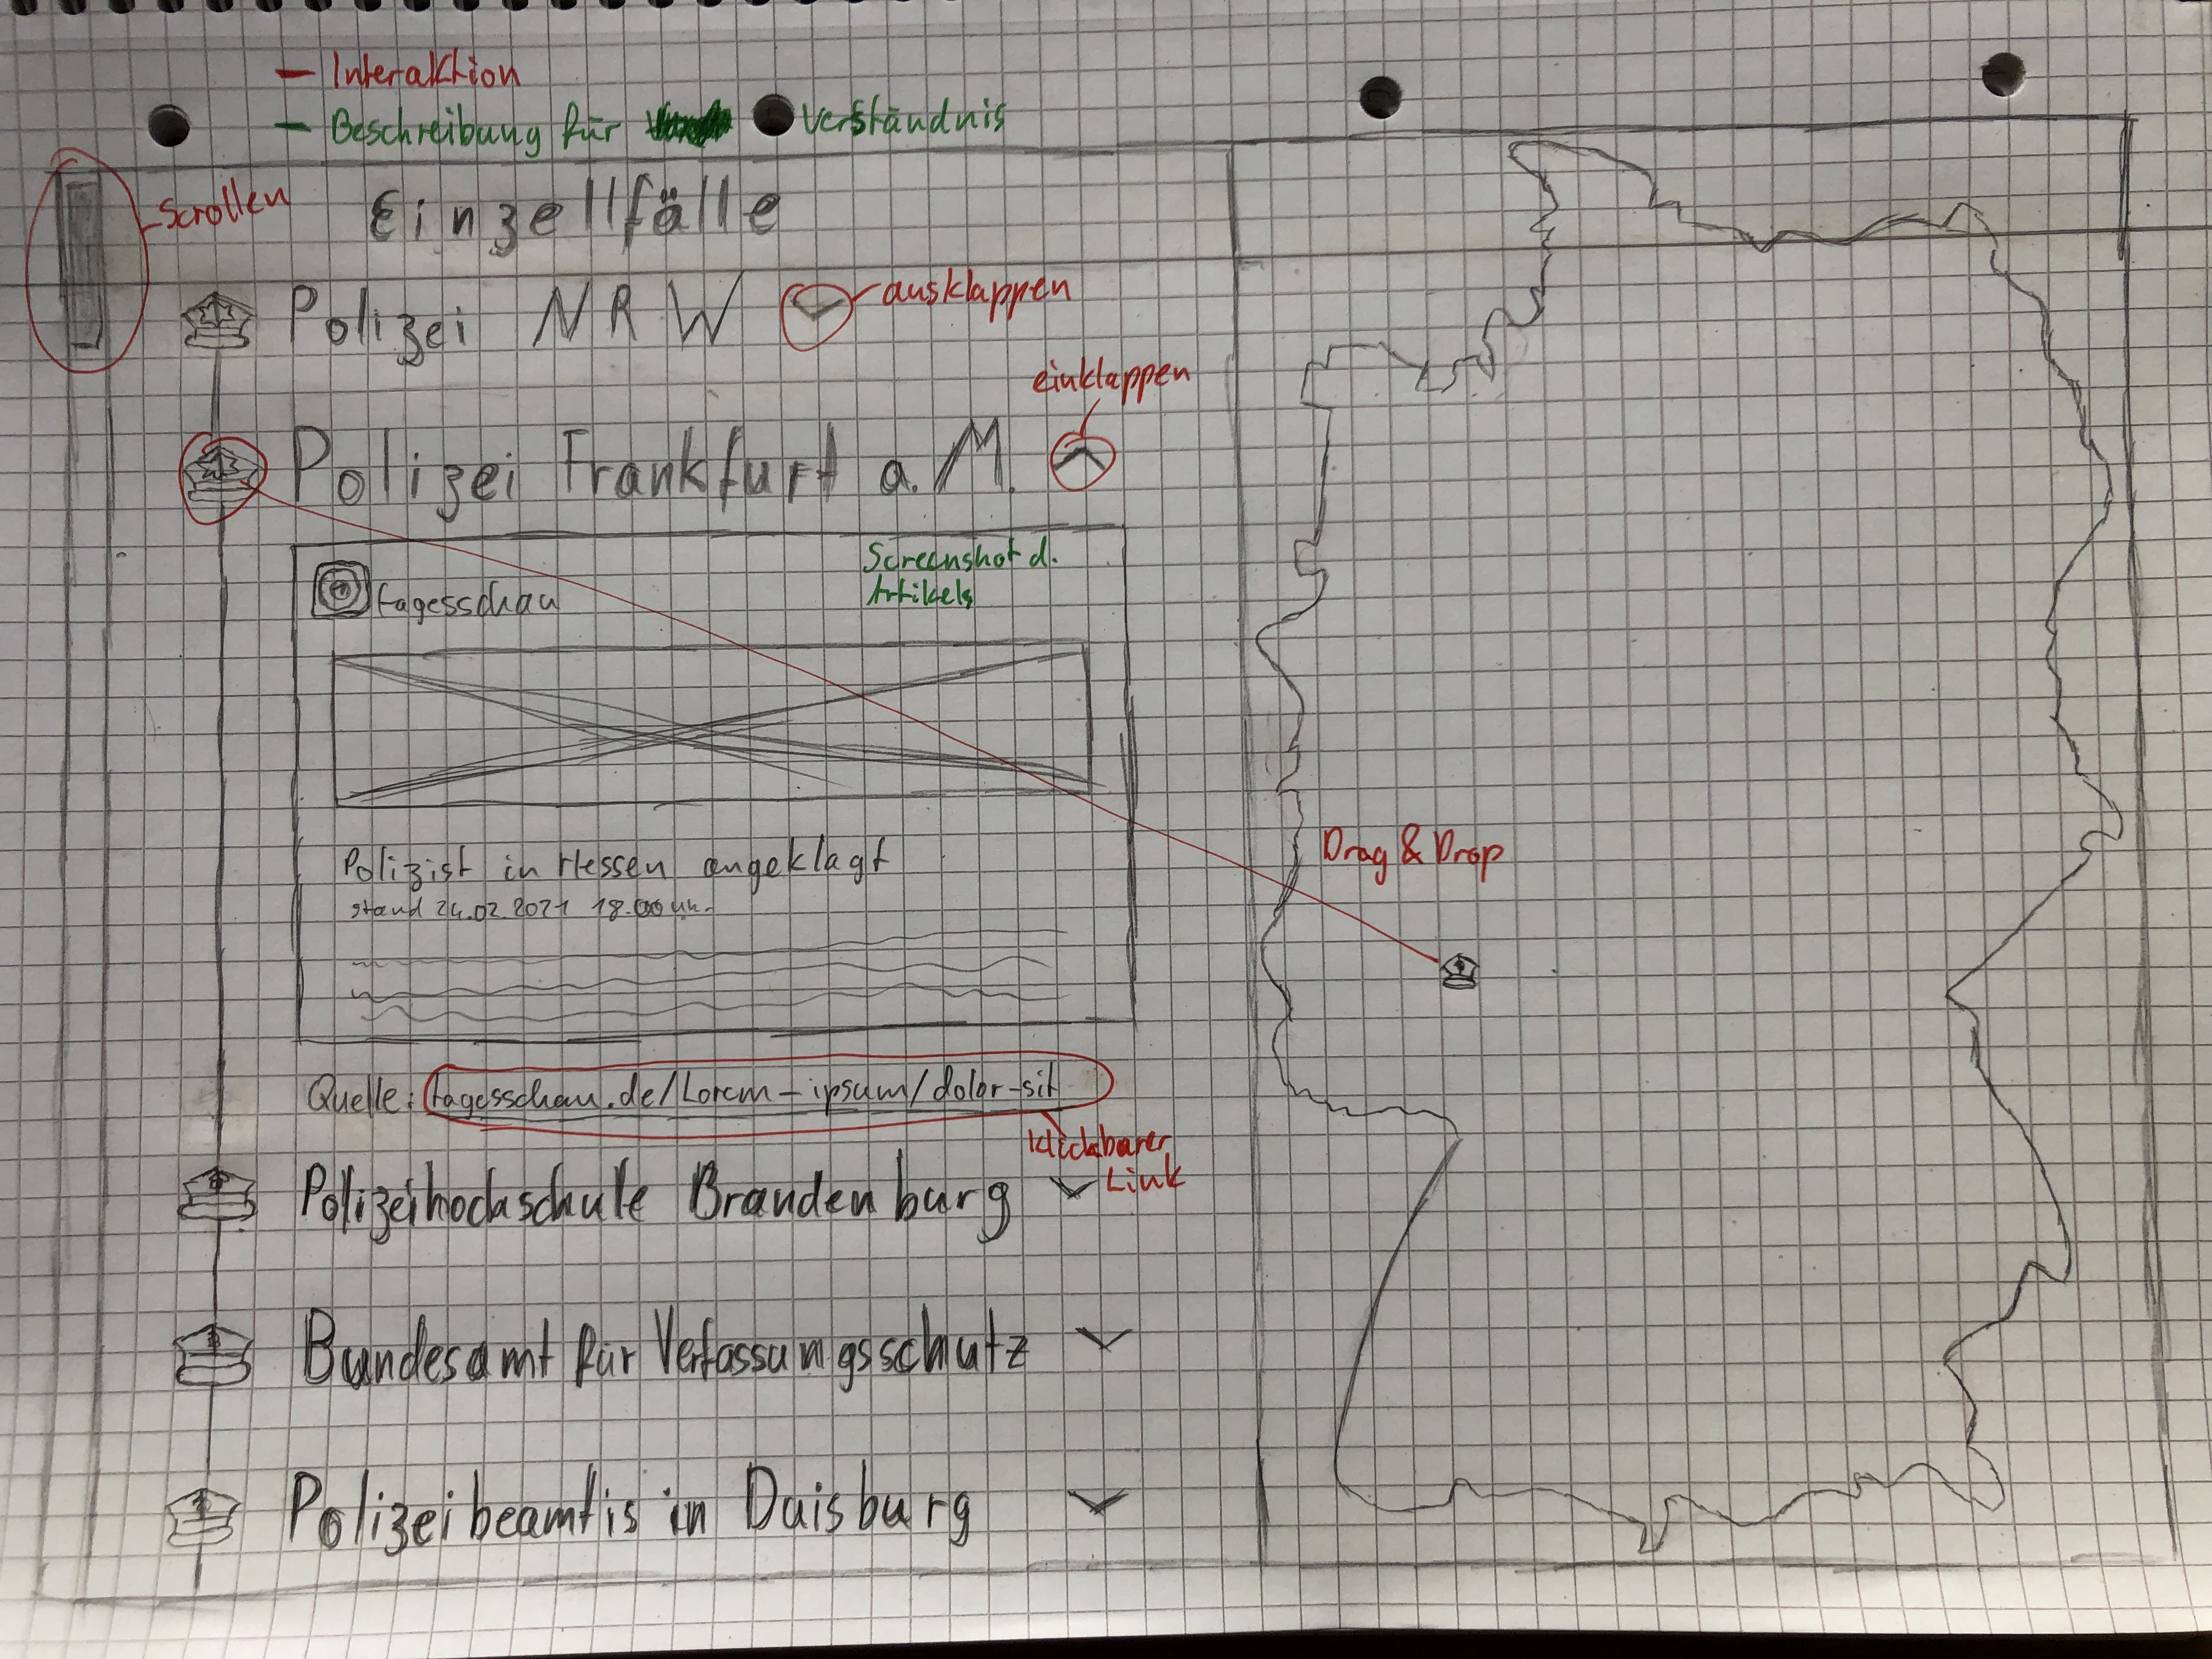 – Interaktion
– Beschreibung für Verständnis
Scrollen
Einzellfälle
Polizei NRW
ausklappen
einklappen
Polizei Frankfurt a. M.
Screenshot d.
Artikels
tagesschau
Polizist in Hessen angeklagt
stand 24.02.2021 18:00 Uh.
Drag & Drop
Quelle: tagesschau.de/Lorem-ipsum/dolor-sit
klickbarer
Link
Polizeihochschule Brandenburg
Bundesamt für Verfassungsschutz
Polizeibeamtis in Duisburg